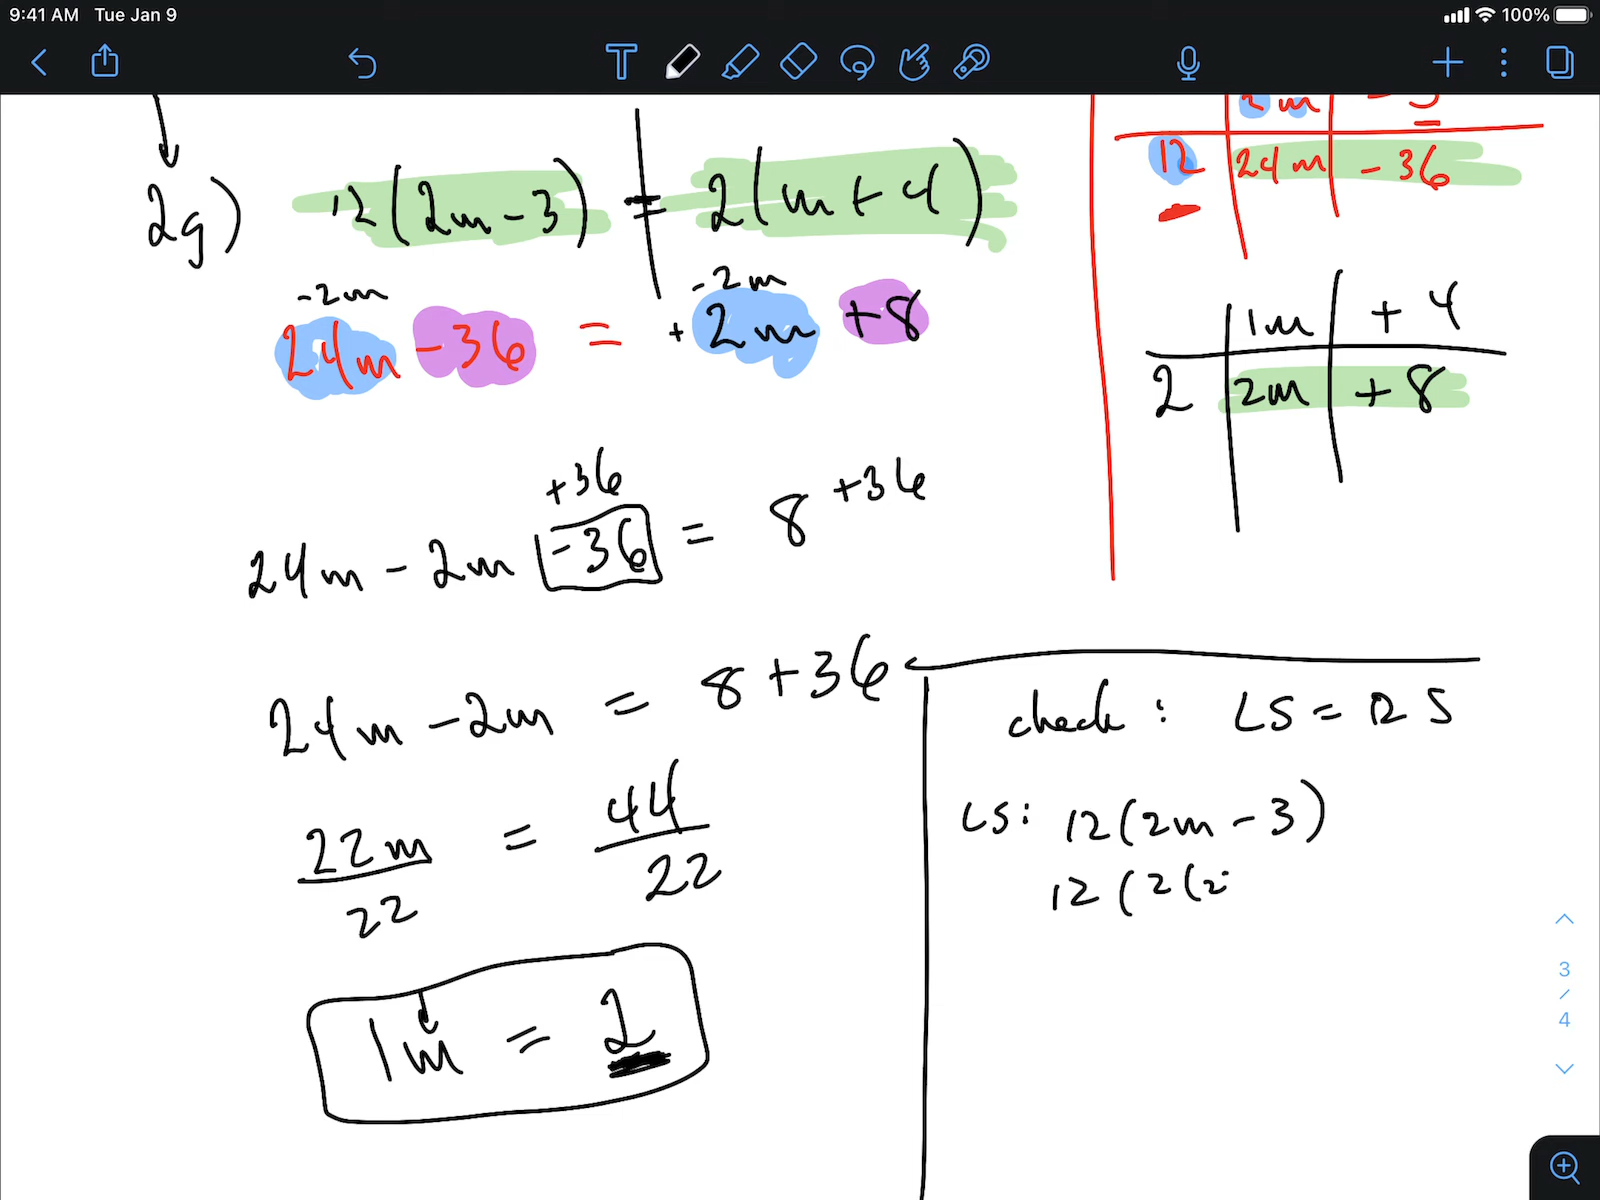 9:41 AM Tue Jan 9
100%
2m - 3
12 24m - 36
2g) 12(2m-3) = 2(m+4)
-2m -2m
24m -36 = +2m +8
1m + 4
2 2m + 8
+36 +36
24m - 2m -36 = 8
24m -2m = 8 +36
22m = 44
22 22
1m = 2
check: LS = RS
LS: 12(2m - 3)
12 (2(2
3
/
4